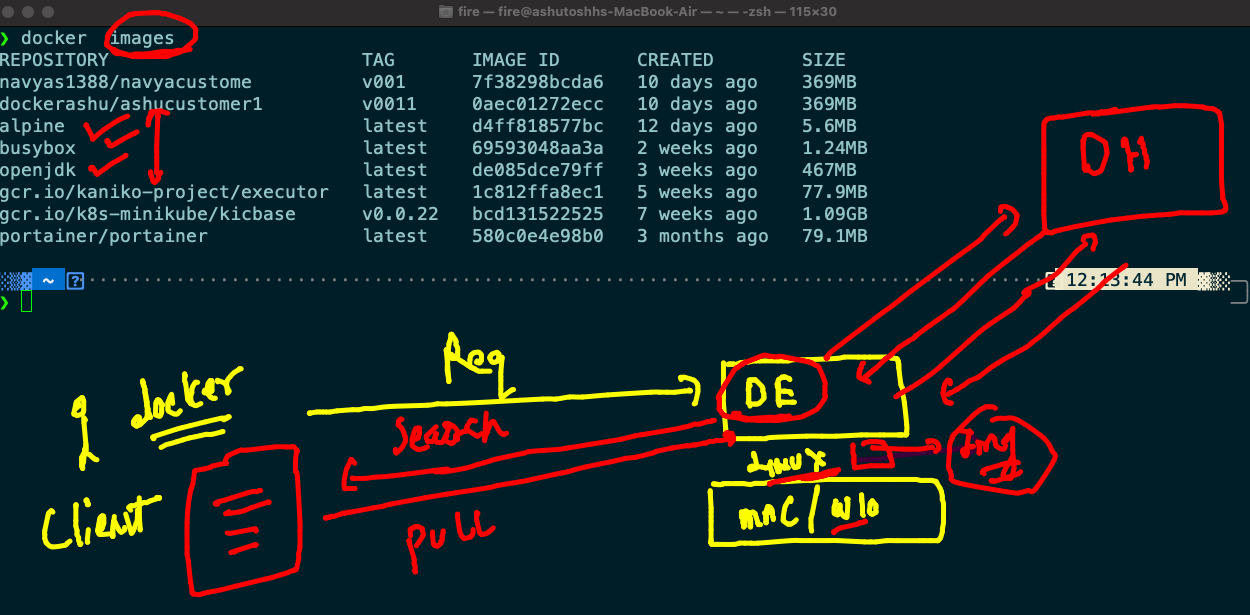 fire — fire@ashutoshhs-MacBook-Air — ~ — -zsh — 115×30
❯ docker images
REPOSITORY TAG IMAGE ID CREATED SIZE
navyas1388/navyacustome v001 7f38298bcda6 10 days ago 369MB
dockerashu/ashucustomer1 v0011 0aec01272ecc 10 days ago 369MB
alpine latest d4ff818577bc 12 days ago 5.6MB
busybox latest 69593048aa3a 2 weeks ago 1.24MB
openjdk latest de085dce79ff 3 weeks ago 467MB
gcr.io/kaniko-project/executor latest 1c812ffa8ec1 5 weeks ago 77.9MB
gcr.io/k8s-minikube/kicbase v0.0.22 bcd131522525 7 weeks ago 1.09GB
portainer/portainer latest 580c0e4e98b0 3 months ago 79.1MB
DH
~ ? 12:13:44 PM
❯
Req
docker
DE
Search
Img
Linux
Client
mac/w10
pull